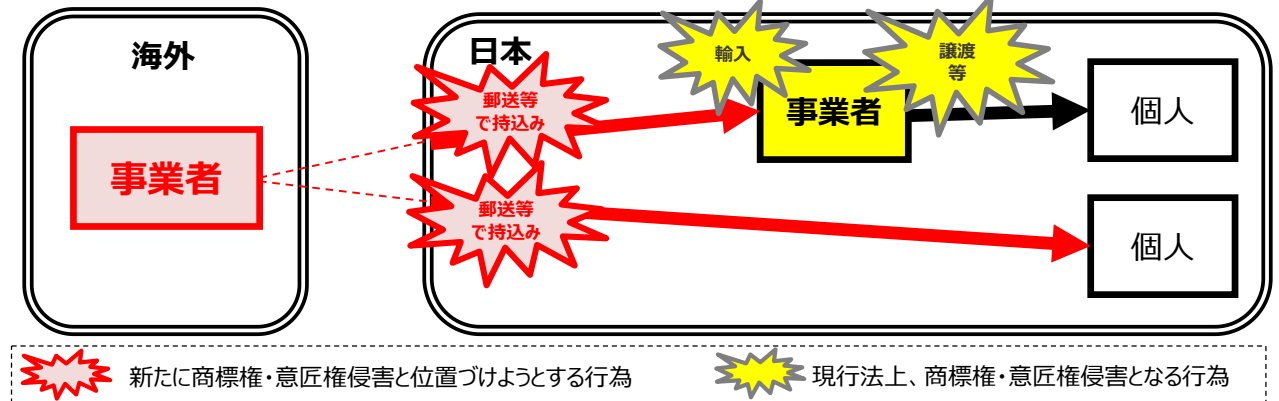 海外
事業者
日本
郵送等
で持込み
輸入
事業者
譲渡
等
個人
郵送等
で持込み
個人
新たに商標権・意匠権侵害と位置づけようとする行為
現行法上、商標権・意匠権侵害となる行為